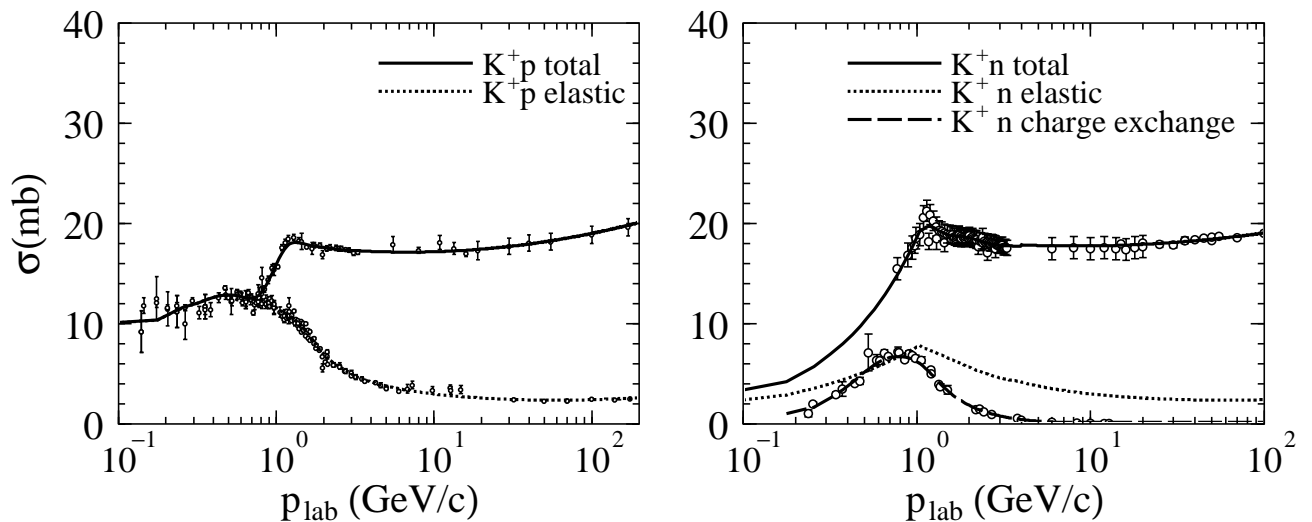 σ(mb)
40
30
20
10
0
K⁺p total
K⁺p elastic
10⁻¹ 10⁰ 10¹ 10²
p_lab (GeV/c)
40
30
20
10
0
K⁺n total
K⁺ n elastic
K⁺ n charge exchange
10⁻¹ 10⁰ 10¹ 10²
p_lab (GeV/c)